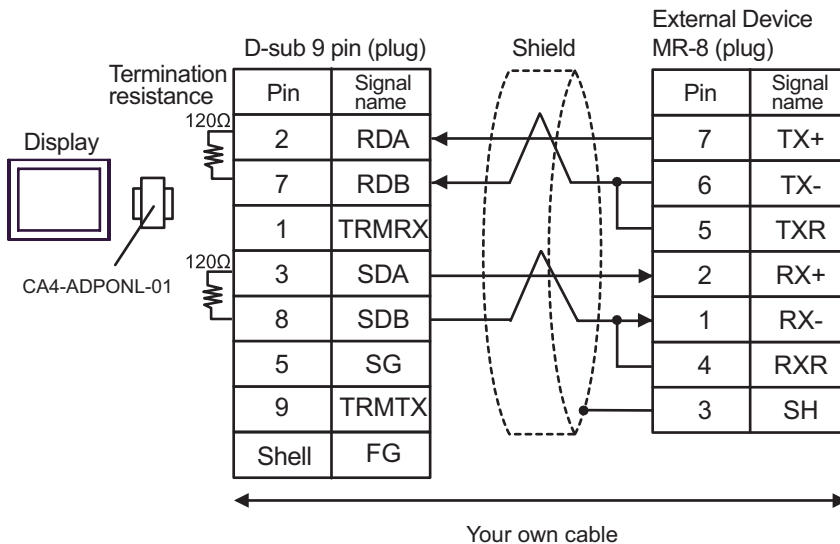 External Device
D-sub 9 pin (plug)
Shield
MR-8 (plug)
Termination
resistance
Pin
Signal
name
Pin
Signal
name
120Ω
2 RDA
7 TX+
Display
7 RDB
6 TX-
1 TRMRX
5 TXR
120Ω
3 SDA
2 RX+
CA4-ADPONL-01
8 SDB
1 RX-
5 SG
4 RXR
9 TRMTX
3 SH
Shell FG
Your own cable